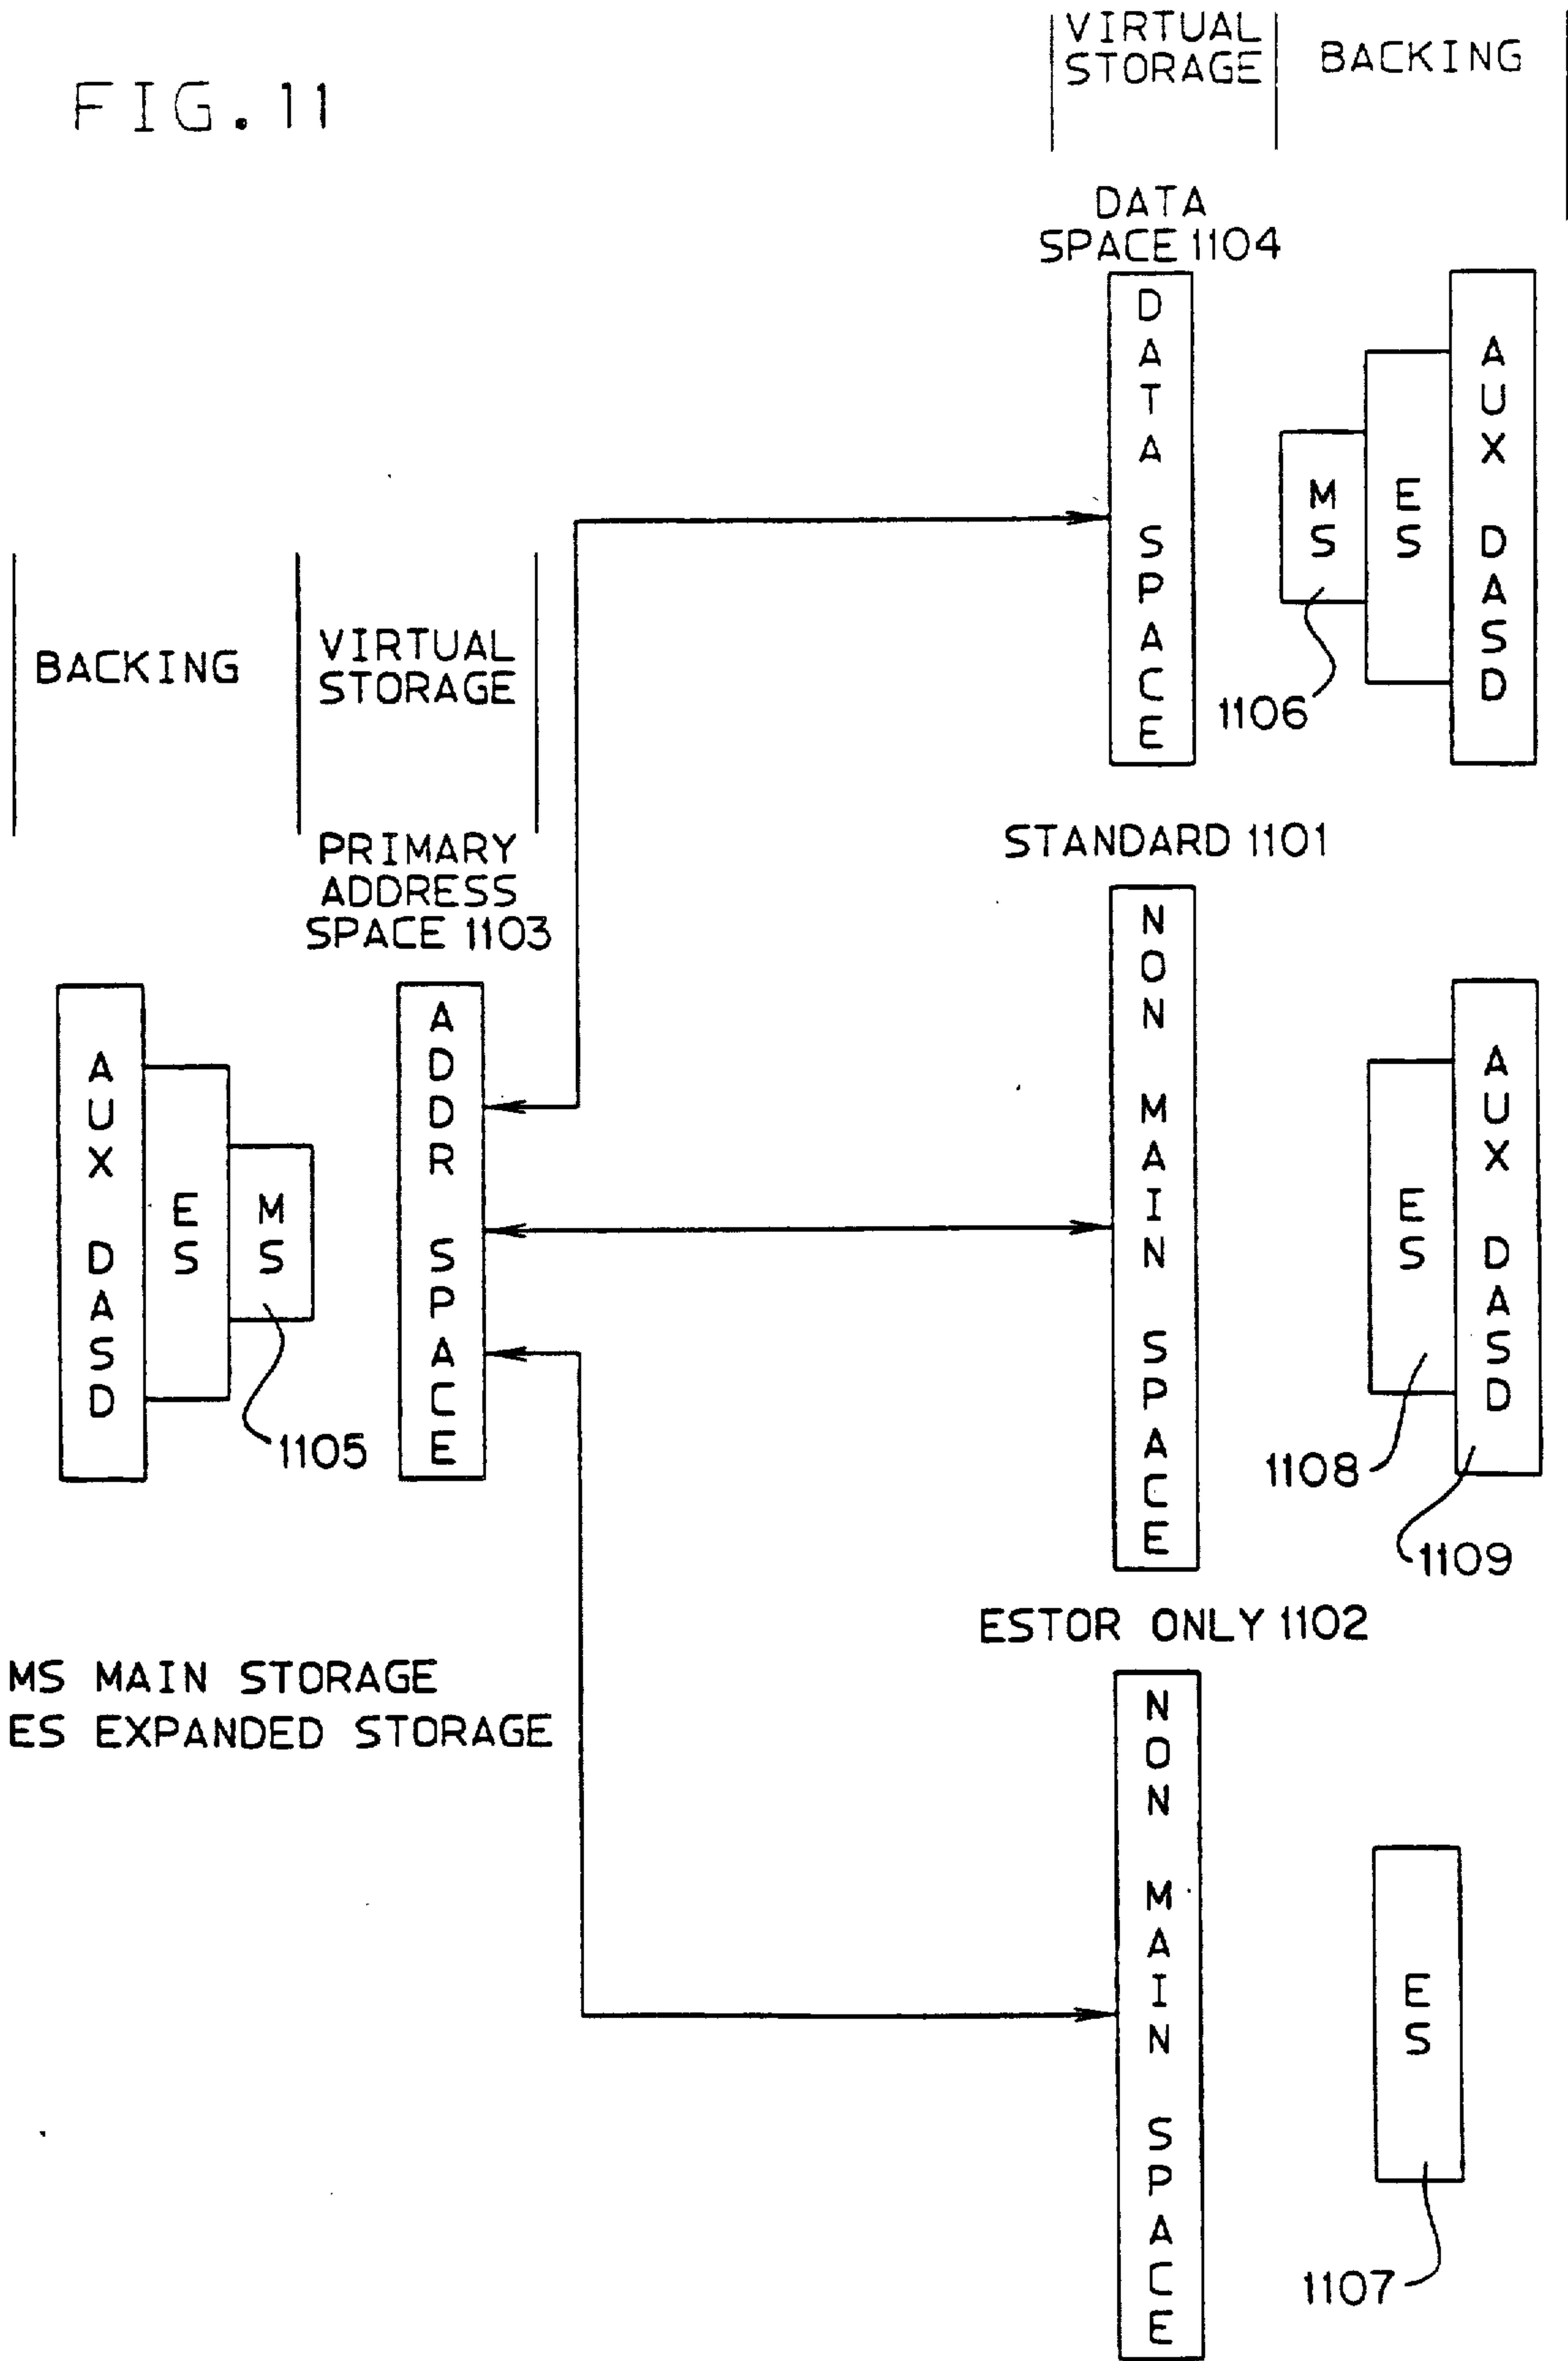 FIG. 11
VIRTUAL
STORAGE
BACKING
DATA
SPACE 1104
DATA SPACE
MS
ES
AUX DASD
1106
BACKING
VIRTUAL
STORAGE
PRIMARY
ADDRESS
SPACE 1103
AUX DASD
ES
MS
1105
ADDR SPACE
STANDARD 1101
NON MAIN SPACE
ES
AUX DASD
1108
1109
MS MAIN STORAGE
ES EXPANDED STORAGE
ESTOR ONLY 1102
NON MAIN SPACE
ES
1107